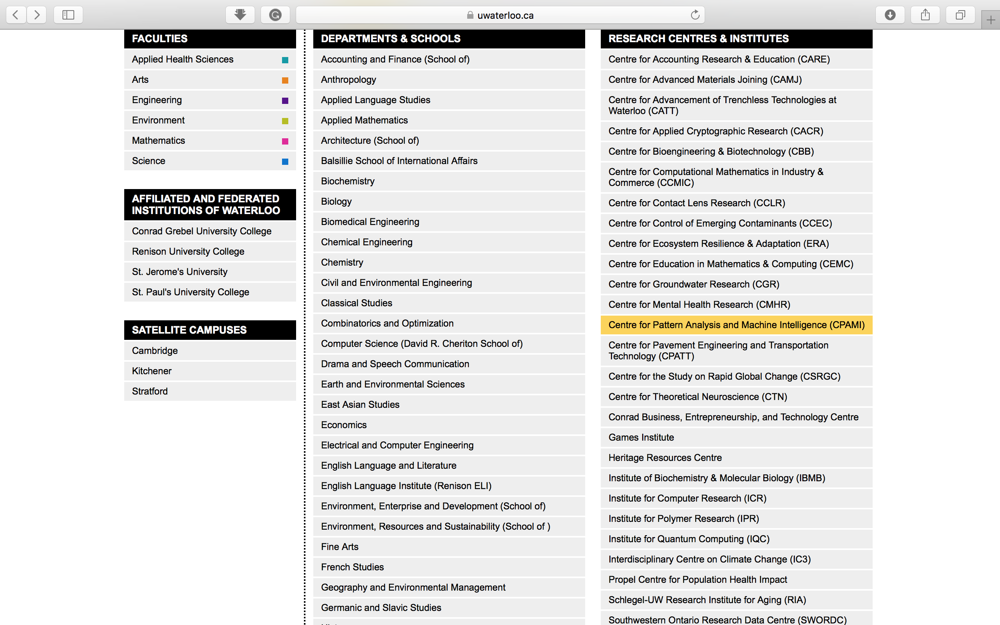 uwaterloo.ca
FACULTIES
Applied Health Sciences
Arts
Engineering
Environment
Mathematics
Science
AFFILIATED AND FEDERATED
INSTITUTIONS OF WATERLOO
Conrad Grebel University College
Renison University College
St. Jerome's University
St. Paul's University College
SATELLITE CAMPUSES
Cambridge
Kitchener
Stratford
DEPARTMENTS & SCHOOLS
Accounting and Finance (School of)
Anthropology
Applied Language Studies
Applied Mathematics
Architecture (School of)
Balsillie School of International Affairs
Biochemistry
Biology
Biomedical Engineering
Chemical Engineering
Chemistry
Civil and Environmental Engineering
Classical Studies
Combinatorics and Optimization
Computer Science (David R. Cheriton School of)
Drama and Speech Communication
Earth and Environmental Sciences
East Asian Studies
Economics
Electrical and Computer Engineering
English Language and Literature
English Language Institute (Renison ELI)
Environment, Enterprise and Development (School of)
Environment, Resources and Sustainability (School of )
Fine Arts
French Studies
Geography and Environmental Management
Germanic and Slavic Studies
RESEARCH CENTRES & INSTITUTES
Centre for Accounting Research & Education (CARE)
Centre for Advanced Materials Joining (CAMJ)
Centre for Advancement of Trenchless Technologies at
Waterloo (CATT)
Centre for Applied Cryptographic Research (CACR)
Centre for Bioengineering & Biotechnology (CBB)
Centre for Computational Mathematics in Industry &
Commerce (CCMIC)
Centre for Contact Lens Research (CCLR)
Centre for Control of Emerging Contaminants (CCEC)
Centre for Ecosystem Resilience & Adaptation (ERA)
Centre for Education in Mathematics & Computing (CEMC)
Centre for Groundwater Research (CGR)
Centre for Mental Health Research (CMHR)
Centre for Pattern Analysis and Machine Intelligence (CPAMI)
Centre for Pavement Engineering and Transportation
Technology (CPATT)
Centre for the Study on Rapid Global Change (CSRGC)
Centre for Theoretical Neuroscience (CTN)
Conrad Business, Entrepreneurship, and Technology Centre
Games Institute
Heritage Resources Centre
Institute of Biochemistry & Molecular Biology (IBMB)
Institute for Computer Research (ICR)
Institute for Polymer Research (IPR)
Institute for Quantum Computing (IQC)
Interdisciplinary Centre on Climate Change (IC3)
Propel Centre for Population Health Impact
Schlegel-UW Research Institute for Aging (RIA)
Southwestern Ontario Research Data Centre (SWORDC)